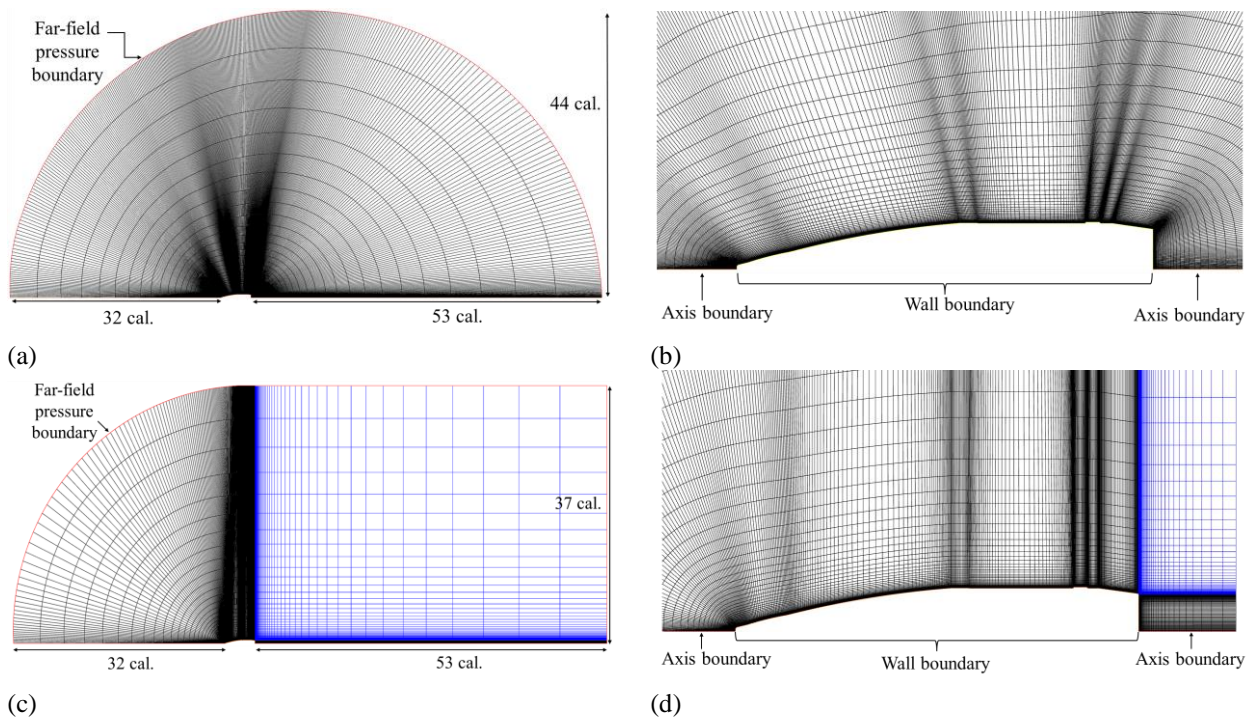 Far-field
pressure
boundary
44 cal.
32 cal.
53 cal.
(a)
Axis boundary
Wall boundary
Axis boundary
(b)
Far-field
pressure
boundary
37 cal.
32 cal.
53 cal.
(c)
Axis boundary
Wall boundary
Axis boundary
(d)